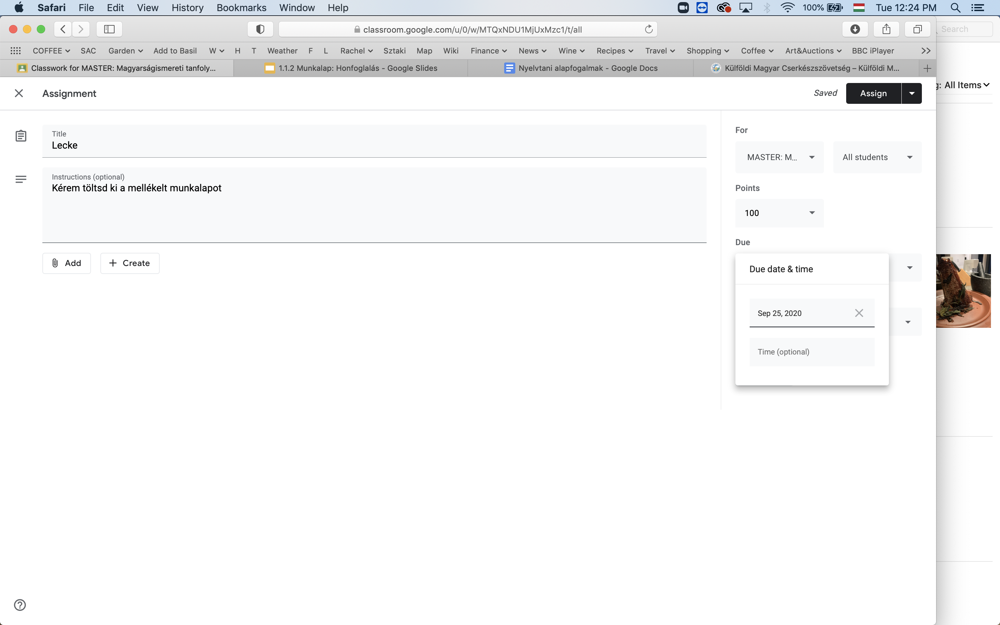 Safari File Edit View History Bookmarks Window Help 100% Tue 12:24 PM
classroom.google.com/u/0/w/MTQxNDU1MjUxMzc1/t/all
Search
COFFEE SAC Garden Add to Basil W H T Weather F L Rachel Sztaki Map Wiki Finance News Wine Recipes Travel Shopping Coffee Art&Auctions BBC iPlayer
Classwork for MASTER: Magyarságismereti tanfoly... 1.1.2 Munkalap: Honfoglalás - Google Slides Nyelvtani alapfogalmak - Google Docs Külföldi Magyar Cserkészszövetség – Külföldi M...
: All Items
Assignment Saved Assign
Title
Lecke
Instructions (optional)
Kérem töltsd ki a mellékelt munkalapot
Add Create
For
MASTER: M... All students
Points
100
Due
Due date & time
Sep 25, 2020
Time (optional)